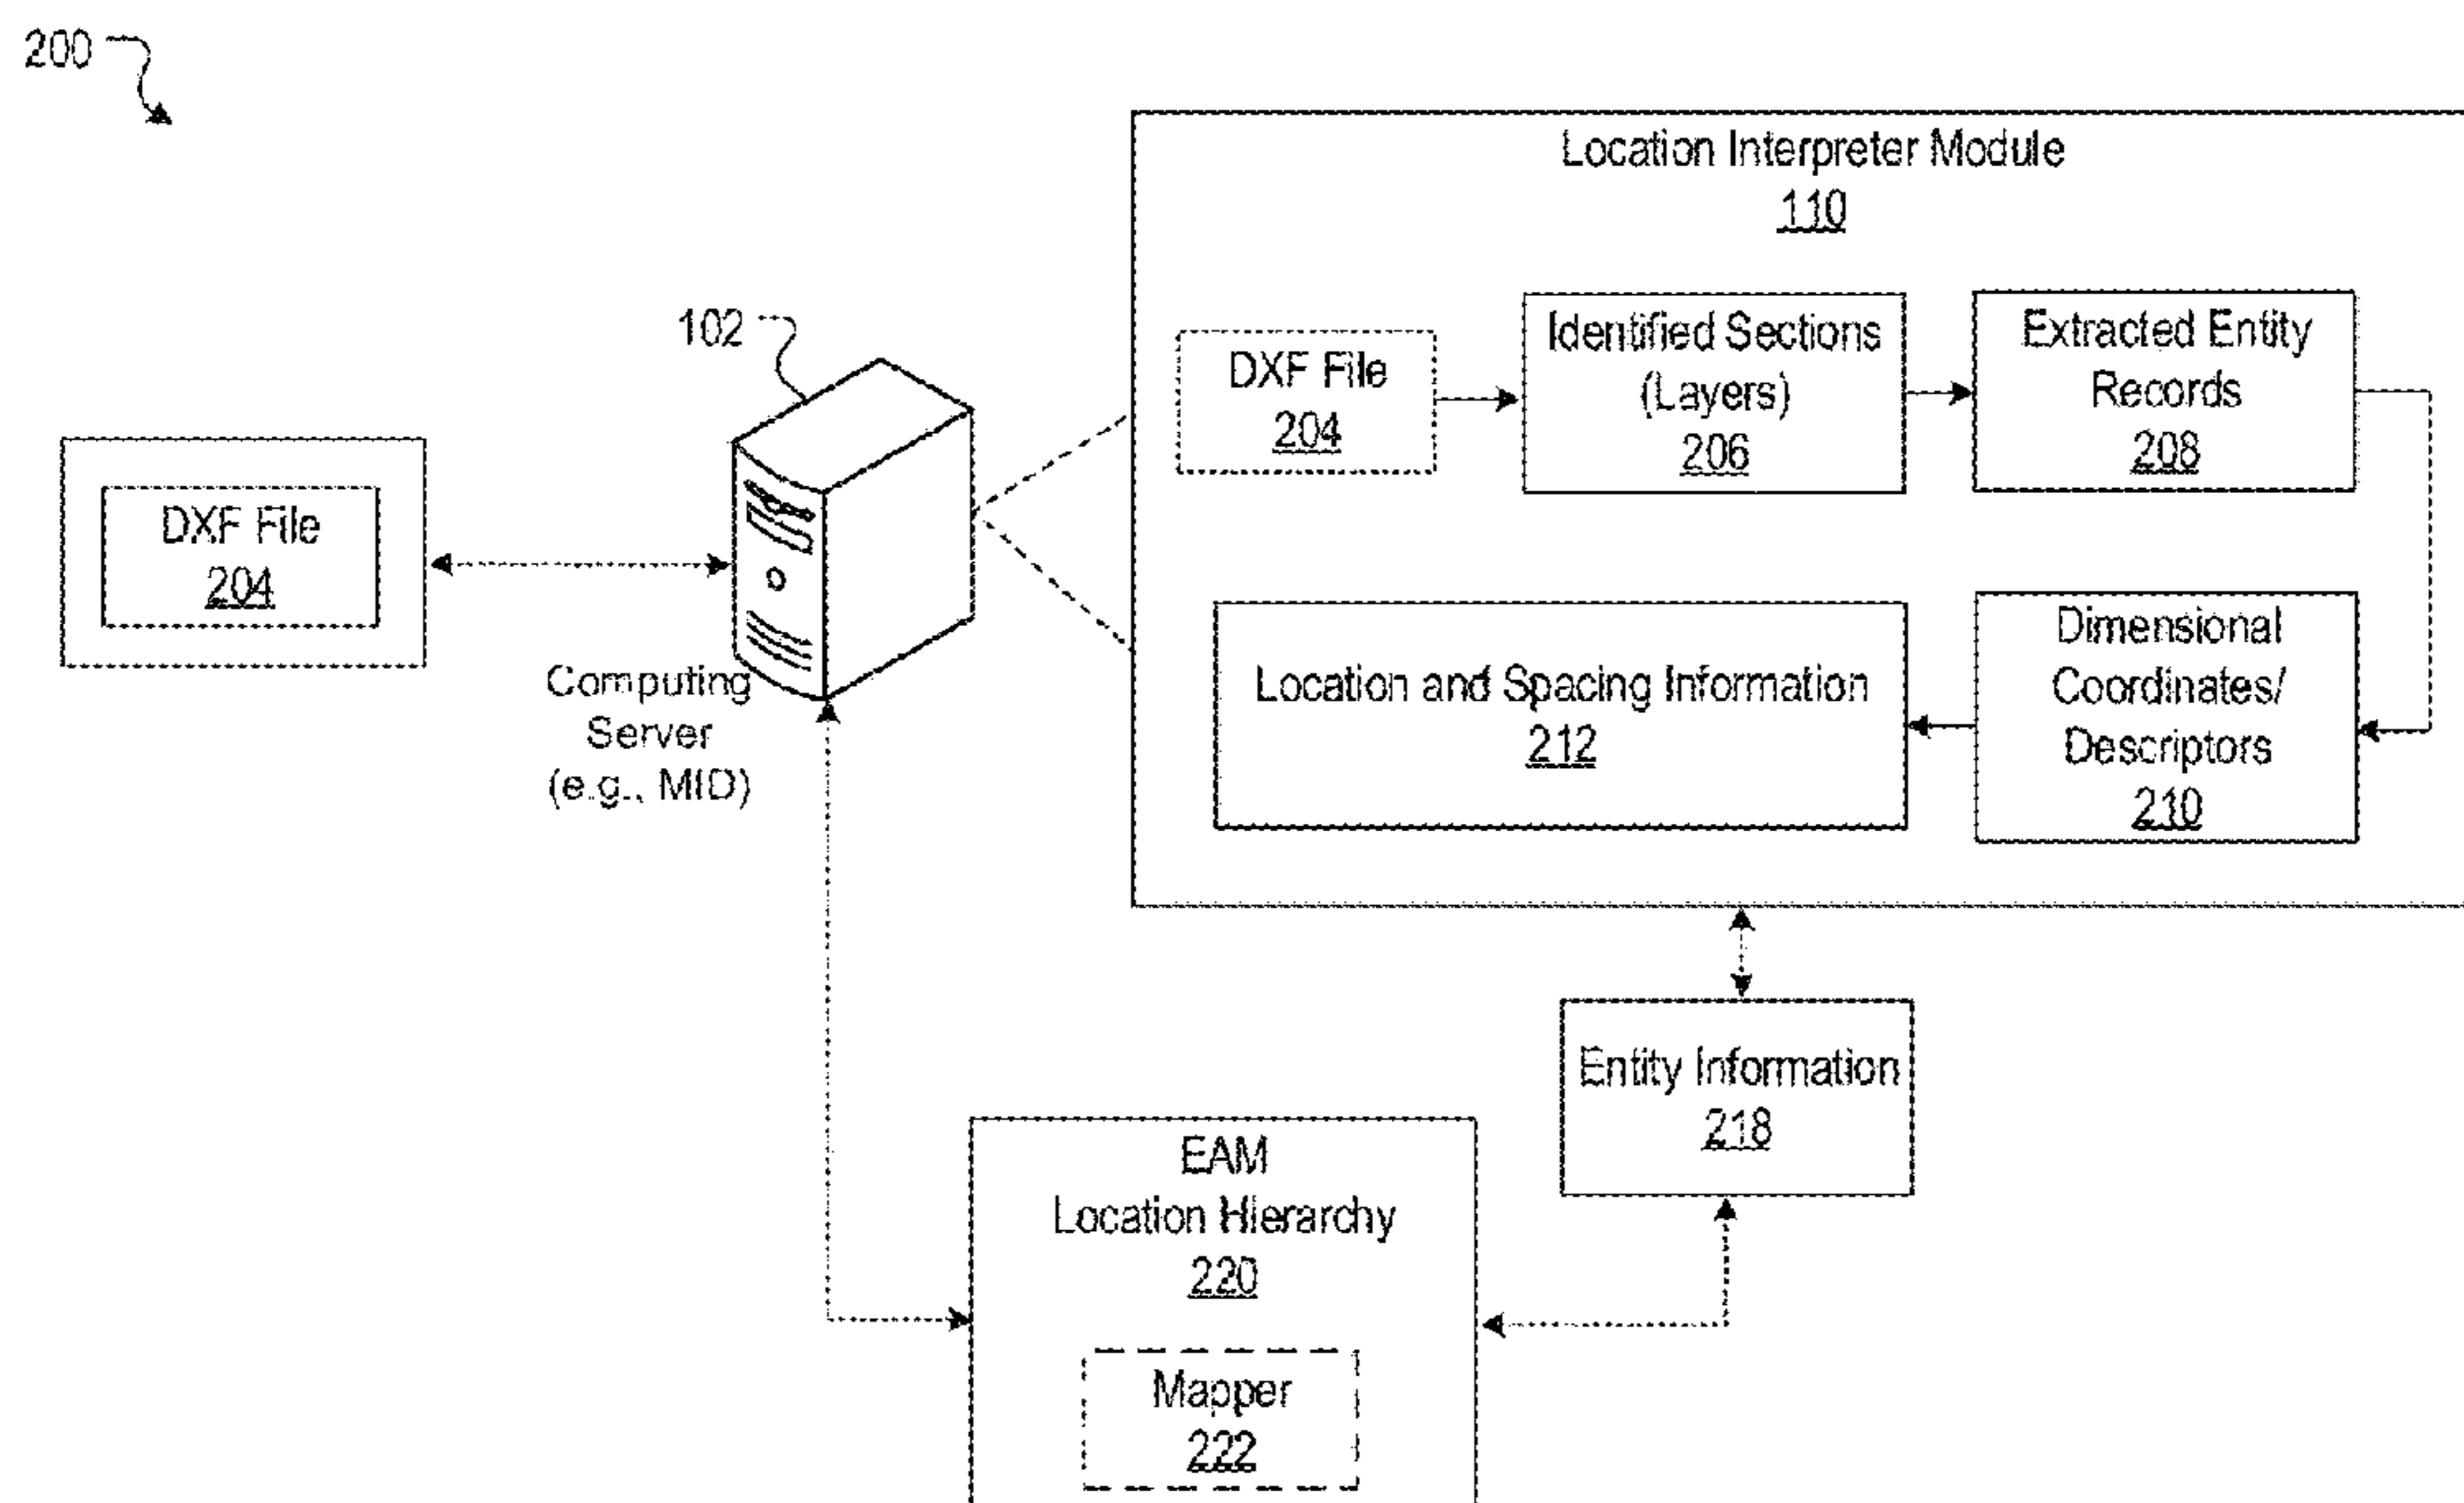 200
Location Interpreter Module
110
102
DXF File
204
Identified Sections
(Layers)
206
Extracted Entity
Records
208
DXF File
204
Computing
Server
(e.g., MID)
Location and Spacing Information
212
Dimensional
Coordinates/
Descriptors
210
Entity Information
218
EAM
Location Hierarchy
220
Mapper
222